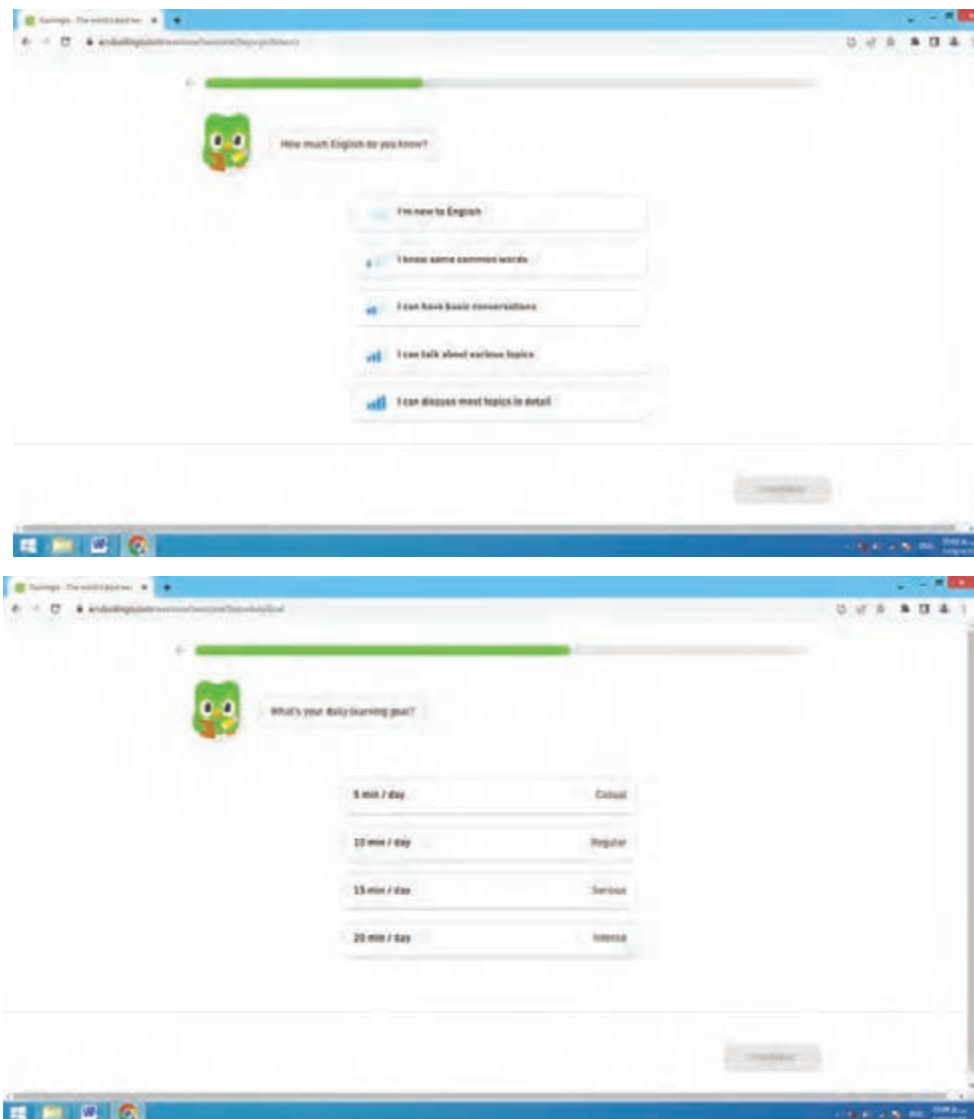 How much English do you know?
I'm new to English
I know some common words
I can have basic conversations
I can talk about various topics
I can discuss most topics in detail
What's your daily learning goal?
5 min / day Casual
10 min / day Regular
15 min / day Serious
20 min / day Intense